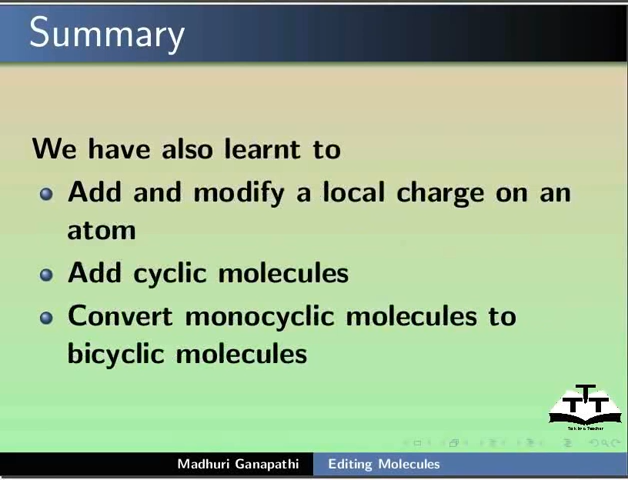 Summary
We have also learnt to
Add and modify a local charge on an
atom
Add cyclic molecules
Convert monocyclic molecules to
bicyclic molecules
TTT
Madhuri Ganapathi Editing Molecules